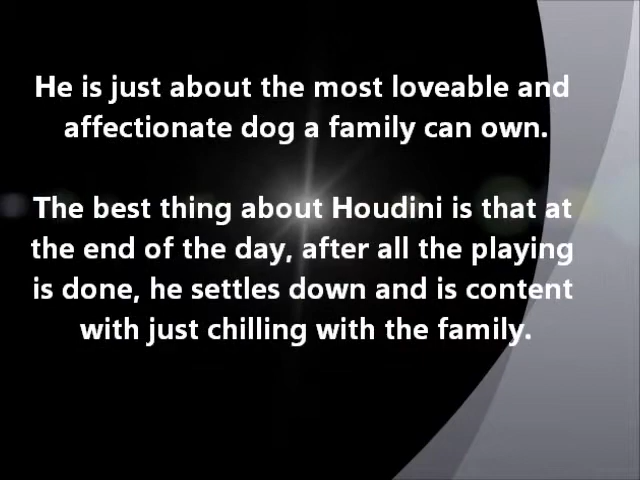 He is just about the most loveable and
affectionate dog a family can own.
The best thing about Houdini is that at
the end of the day, after all the playing
is done, he settles down and is content
with just chilling with the family.